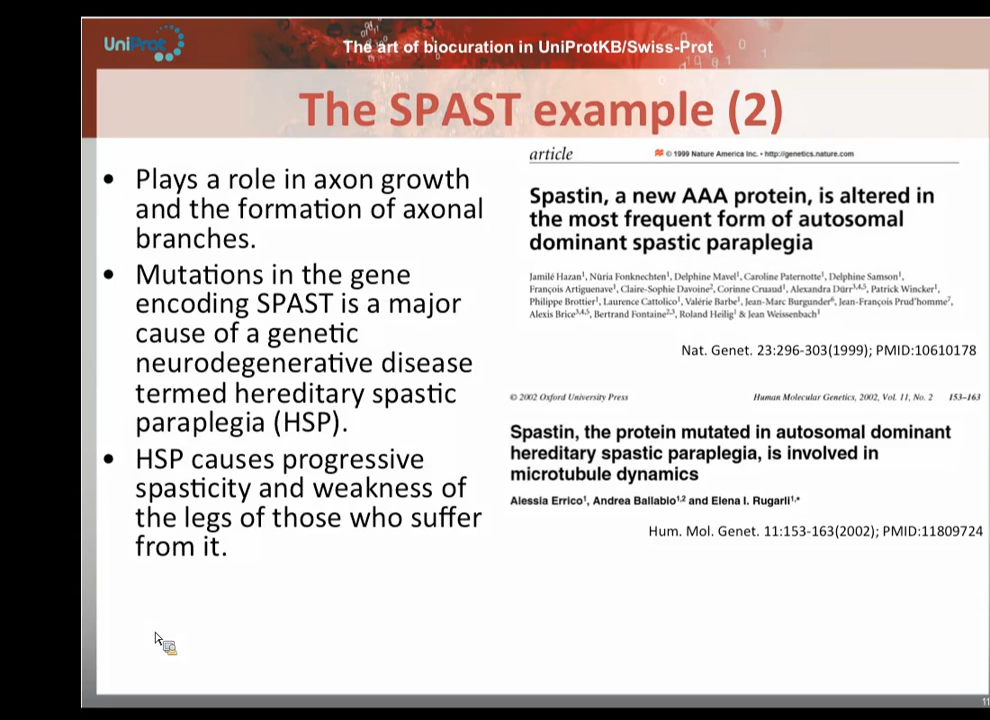 UniProt
The art of biocuration in UniProtKB/Swiss-Prot
The SPAST example (2)
• Plays a role in axon growth
and the formation of axonal
branches.
• Mutations in the gene
encoding SPAST is a major
cause of a genetic
neurodegenerative disease
termed hereditary spastic
paraplegia (HSP).
• HSP causes progressive
spasticity and weakness of
the legs of those who suffer
from it.
article
© 1999 Nature America Inc. • http://genetics.nature.com
Spastin, a new AAA protein, is altered in
the most frequent form of autosomal
dominant spastic paraplegia
Jamilé Hazan¹, Núria Fonknechten¹, Delphine Mavel¹, Caroline Paternotte¹, Delphine Samson¹,
François Artiguenave¹, Claire-Sophie Davoine², Corinne Cruaud¹, Alexandra Dürr³,⁴,⁵, Patrick Wincker¹,
Philippe Brottier¹, Laurence Cattolico¹, Valérie Barbe¹, Jean-Marc Burgunder⁶, Jean-François Prud'homme⁷,
Alexis Brice³,⁴,⁵, Bertrand Fontaine²,³, Roland Heilig¹ & Jean Weissenbach¹
Nat. Genet. 23:296-303(1999); PMID:10610178
© 2002 Oxford University Press
Human Molecular Genetics, 2002, Vol. 11, No. 2 153–163
Spastin, the protein mutated in autosomal dominant
hereditary spastic paraplegia, is involved in
microtubule dynamics
Alessia Errico¹, Andrea Ballabio¹,² and Elena I. Rugarli¹,*
Hum. Mol. Genet. 11:153-163(2002); PMID:11809724